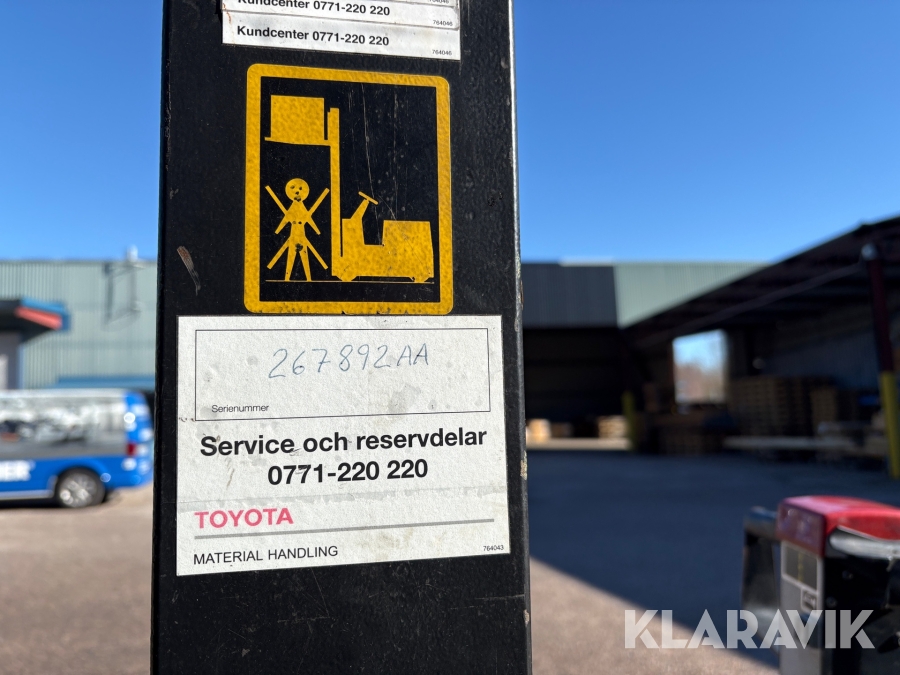 Kundcenter 0771-220 220
764046
Kundcenter 0771-220 220
764046
267892AA
Serienummer
Service och reservdelar
0771-220 220
TOYOTA
MATERIAL HANDLING
764043
KLARAVIK